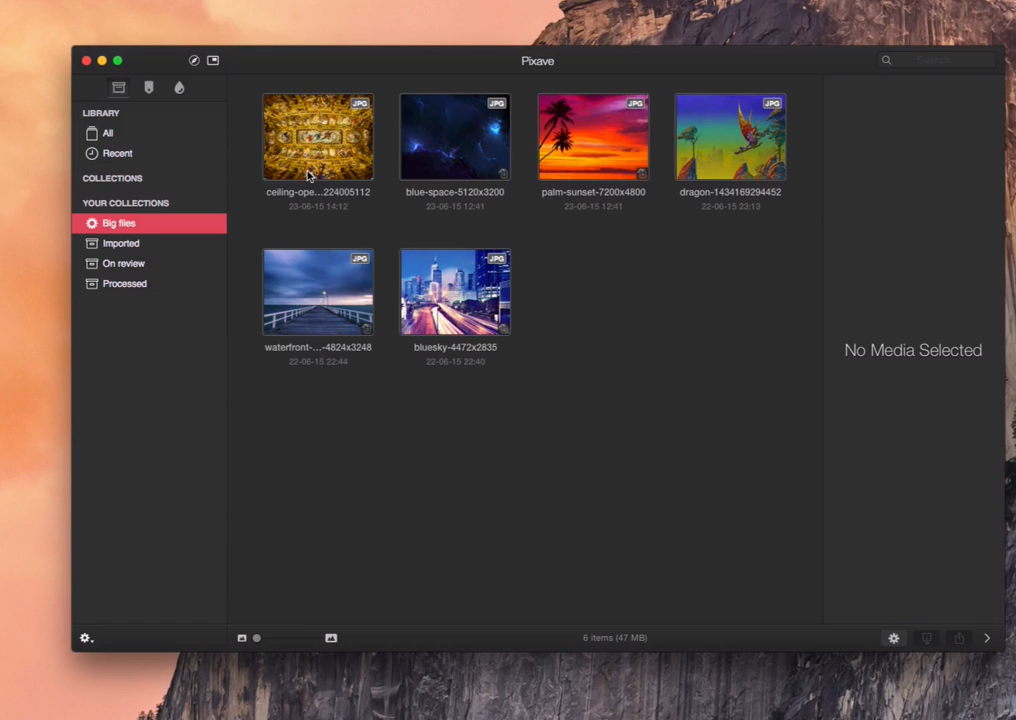 Pixave
Search
LIBRARY
All
Recent
COLLECTIONS
YOUR COLLECTIONS
Big files
Imported
On review
Processed
JPG
JPG
JPG
JPG
ceiling-ope...224005112
blue-space-5120x3200
palm-sunset-7200x4800
dragon-1434169294452
23-06-15 14:12
23-06-15 12:41
23-06-15 12:41
22-06-15 23:13
JPG
JPG
waterfront-...-4824x3248
bluesky-4472x2835
22-06-15 22:44
22-06-15 22:40
No Media Selected
6 items (47 MB)